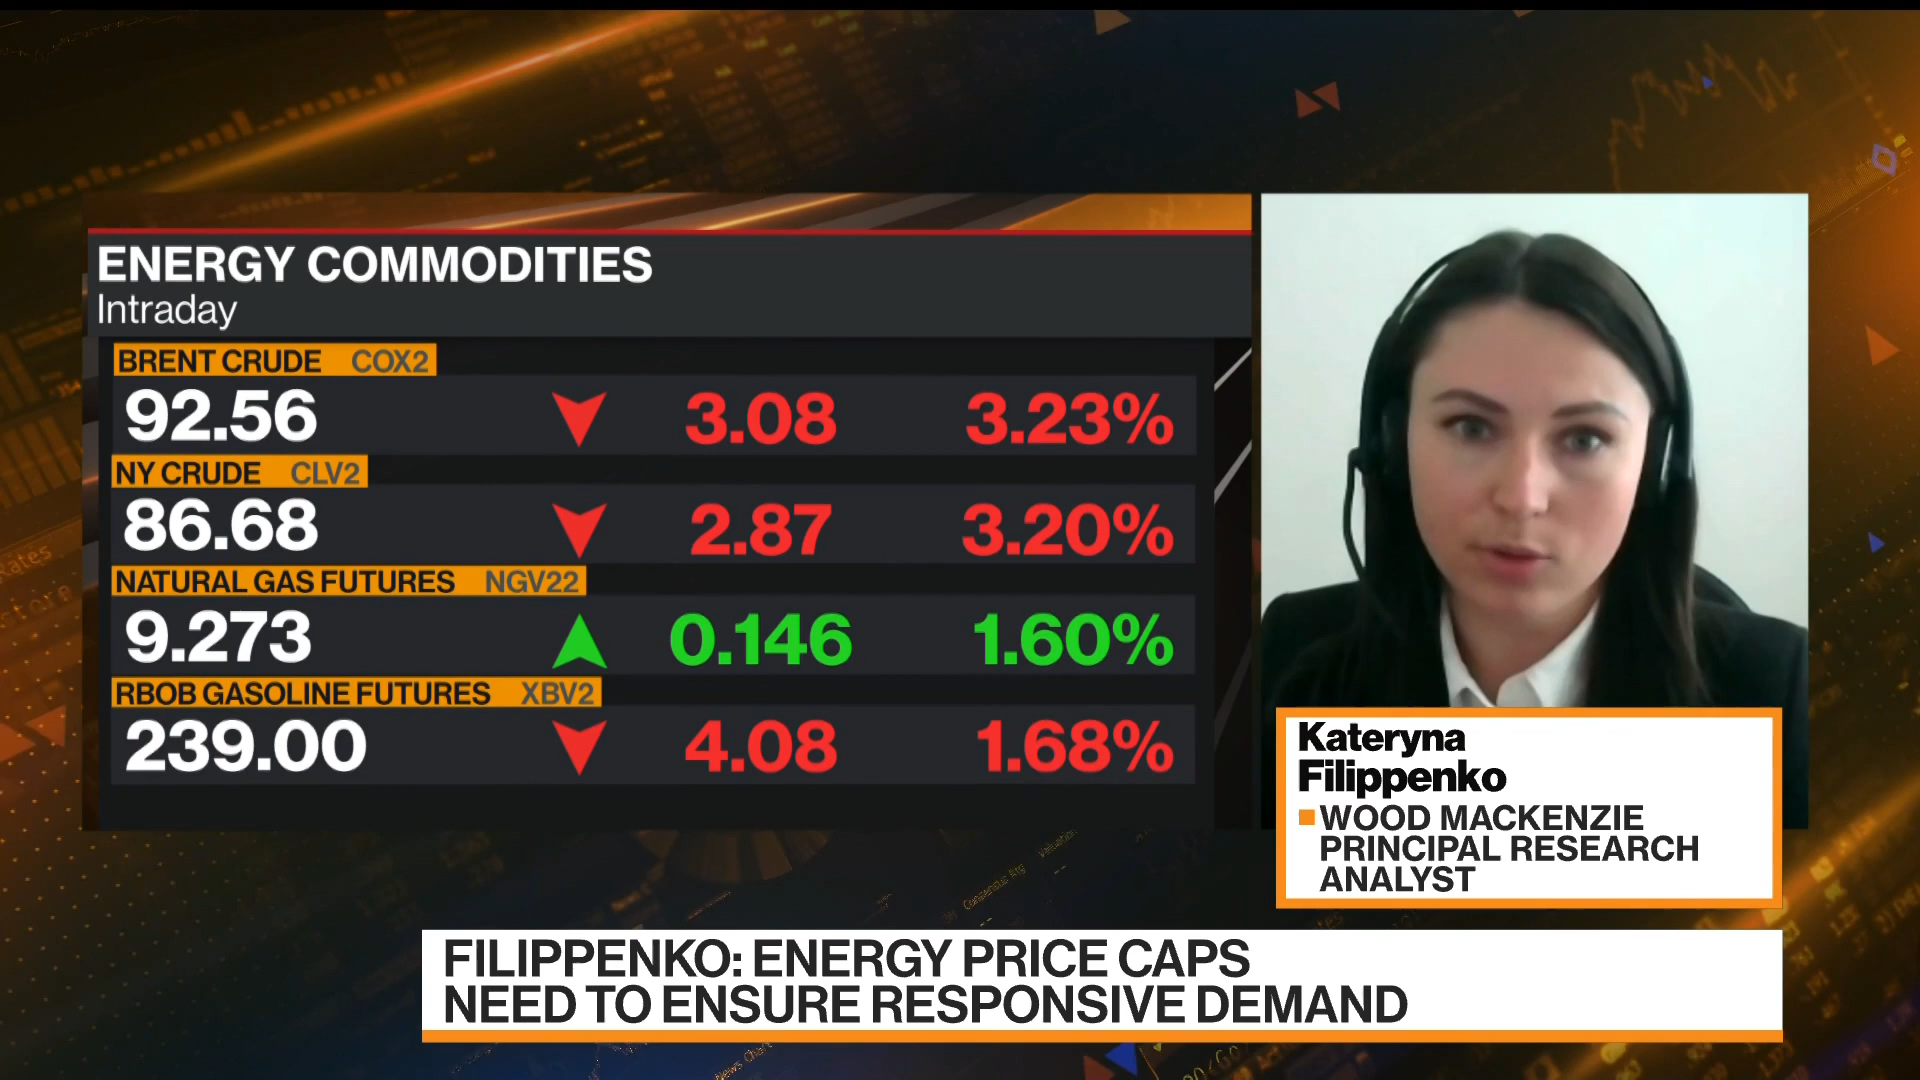 ENERGY COMMODITIES
Intraday
BRENT CRUDE COX2
92.56 3.08 3.23%
NY CRUDE CLV2
86.68 2.87 3.20%
NATURAL GAS FUTURES NGV22
9.273 0.146 1.60%
RBOB GASOLINE FUTURES XBV2
239.00 4.08 1.68%
Kateryna
Filippenko
WOOD MACKENZIE
PRINCIPAL RESEARCH
ANALYST
FILIPPENKO: ENERGY PRICE CAPS
NEED TO ENSURE RESPONSIVE DEMAND